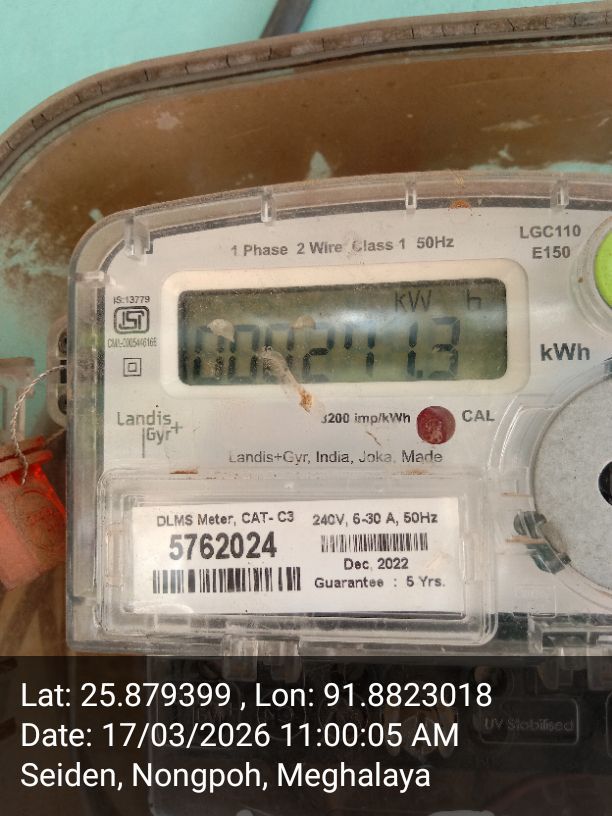 LGC110
E150
1 Phase 2 Wire Class 1 50Hz
IS:13779
ISI
kW h
kWh
Landis
Gyr+
3200 imp/kWh
CAL
Landis+Gyr, India, Joka, Made
DLMS Meter, CAT- C3
5762024
240V, 6-30 A, 50Hz
Dec, 2022
Guarantee : 5 Yrs.
UV Stabilised
Lat: 25.879399 , Lon: 91.8823018
Date: 17/03/2026 11:00:05 AM
Seiden, Nongpoh, Meghalaya